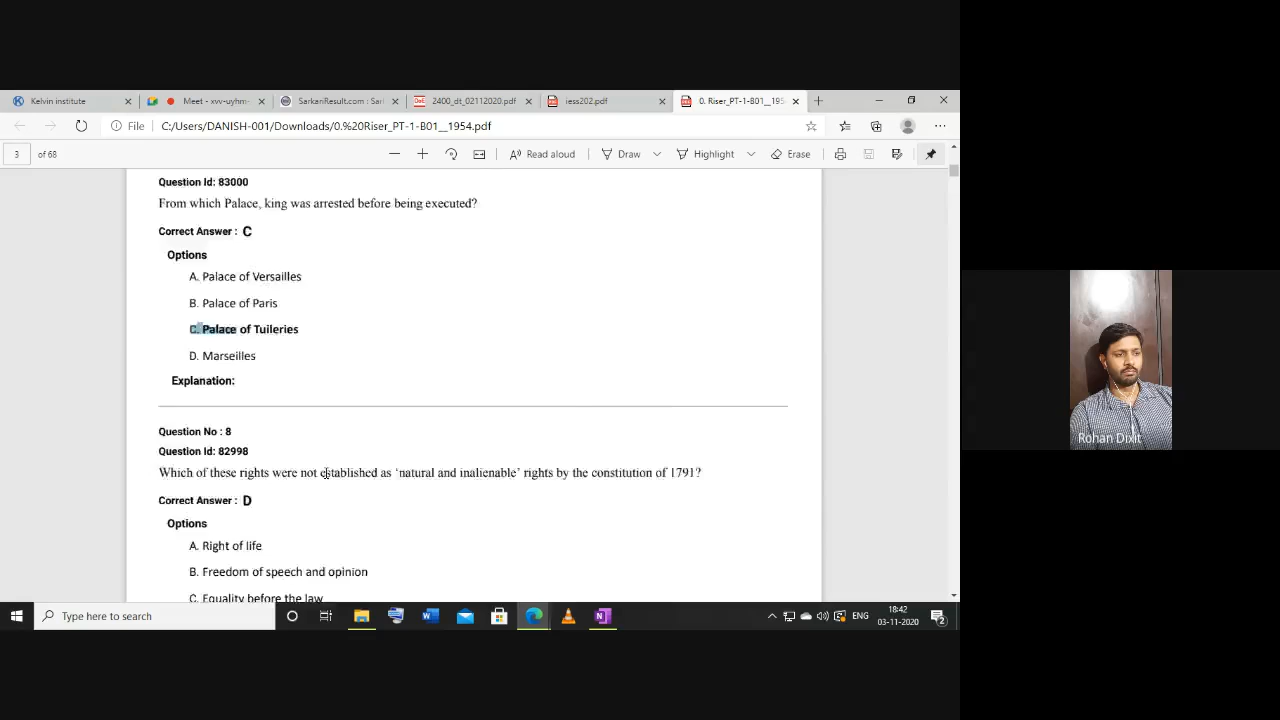 Kelvin institute
Meet - xvv-uyhm-
SarkariResult.com : Sar
2400_dt_02112020.pdf
iess202.pdf
0. Riser_PT-1-B01__195
File C:/Users/DANISH-001/Downloads/0.%20Riser_PT-1-B01__1954.pdf
3 of 68 Read aloud Draw Highlight Erase
Question Id: 83000
From which Palace, king was arrested before being executed?
Correct Answer : C
Options
A. Palace of Versailles
B. Palace of Paris
C. Palace of Tuileries
D. Marseilles
Explanation:
Question No : 8
Question Id: 82998
Which of these rights were not established as ‘natural and inalienable’ rights by the constitution of 1791?
Correct Answer : D
Options
A. Right of life
B. Freedom of speech and opinion
C. Equality before the law
Rohan Dixit
Type here to search
ENG
18:42
03-11-2020
2